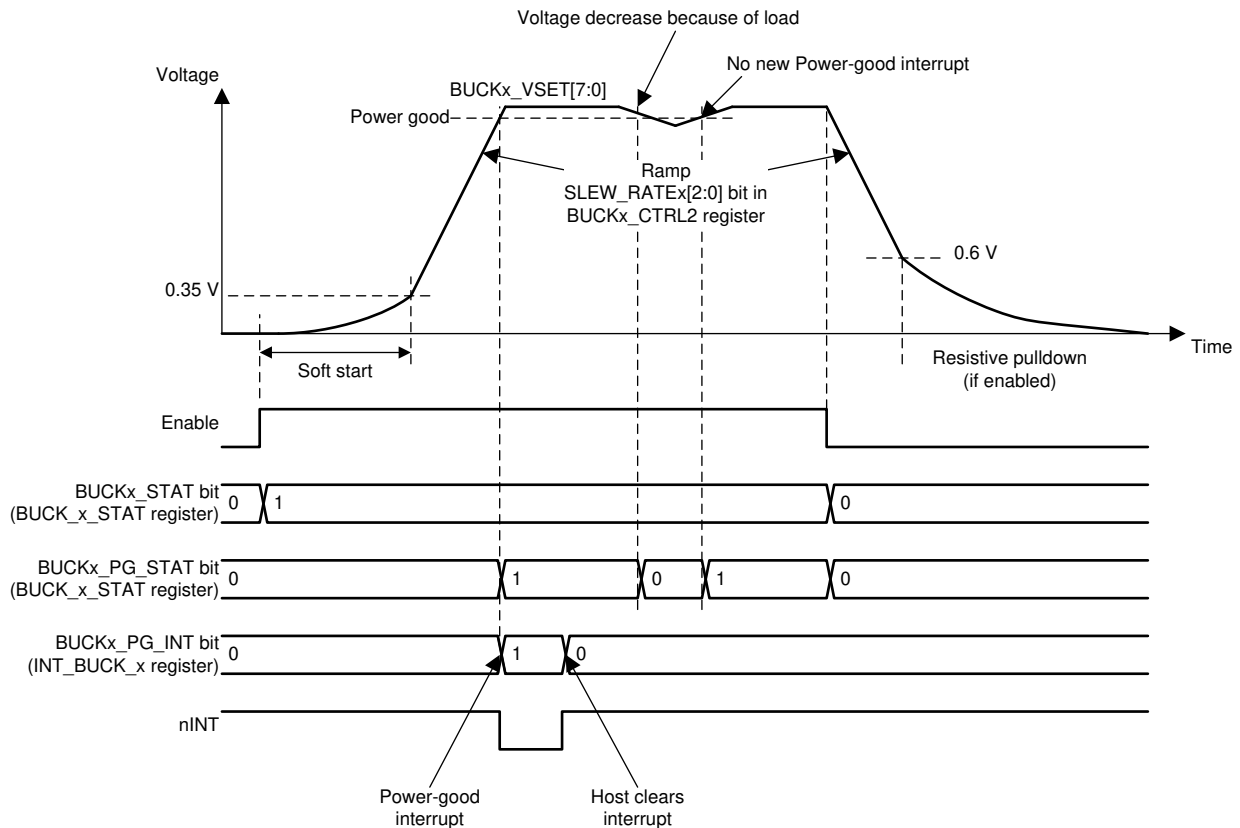 Voltage decrease because of load
No new Power-good interrupt
Voltage
BUCKx_VSET[7:0]
Power good
Ramp
SLEW_RATEx[2:0] bit in
BUCKx_CTRL2 register
0.6 V
0.35 V
Time
Soft start
Resistive pulldown
(if enabled)
Enable
BUCKx_STAT bit
(BUCK_x_STAT register)
0 1 0
BUCKx_PG_STAT bit
(BUCK_x_STAT register)
0 1 0 1 0
BUCKx_PG_INT bit
(INT_BUCK_x register)
0 1 0
nINT
Power-good
interrupt
Host clears
interrupt